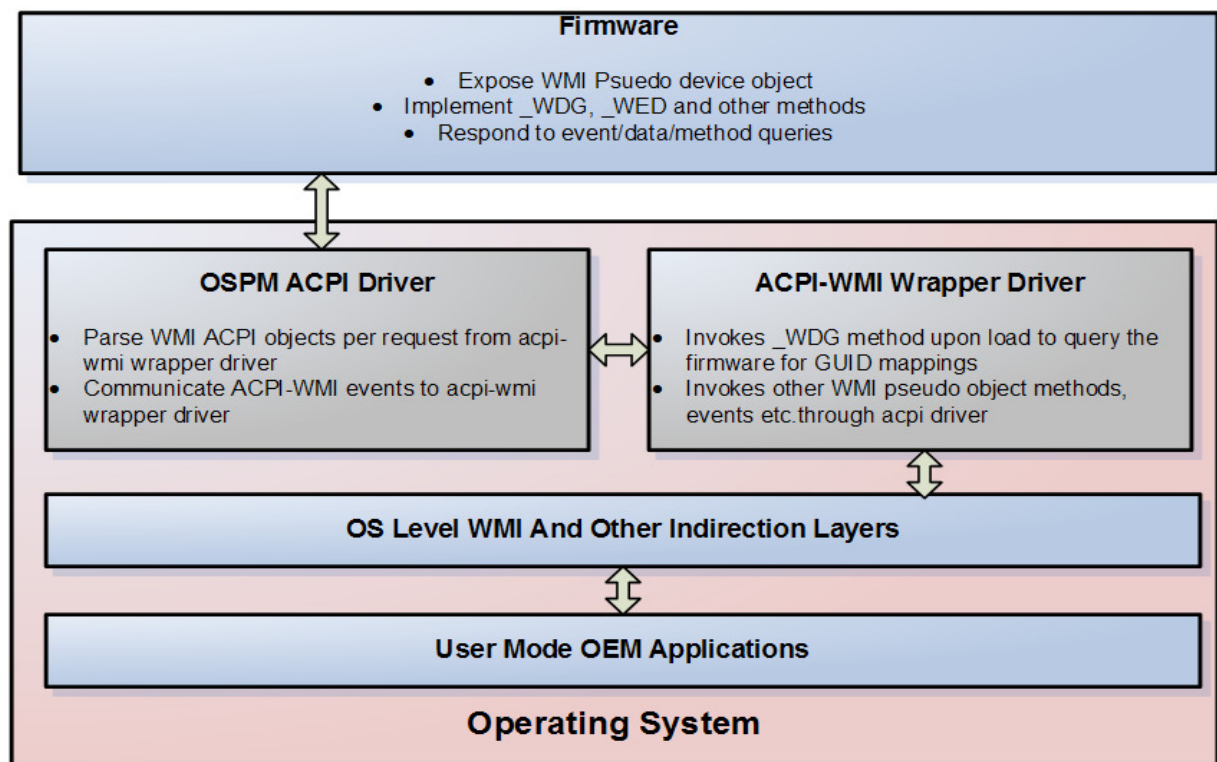 Firmware
• Expose WMI Psuedo device object
• Implement _WDG, _WED and other methods
• Respond to event/data/method queries
OSPM ACPI Driver
• Parse WMI ACPI objects per request from acpi-
wmi wrapper driver
• Communicate ACPI-WMI events to acpi-wmi
wrapper driver
ACPI-WMI Wrapper Driver
• Invokes _WDG method upon load to query the
firmware for GUID mappings
• Invokes other WMI pseudo object methods,
events etc.through acpi driver
OS Level WMI And Other Indirection Layers
User Mode OEM Applications
Operating System